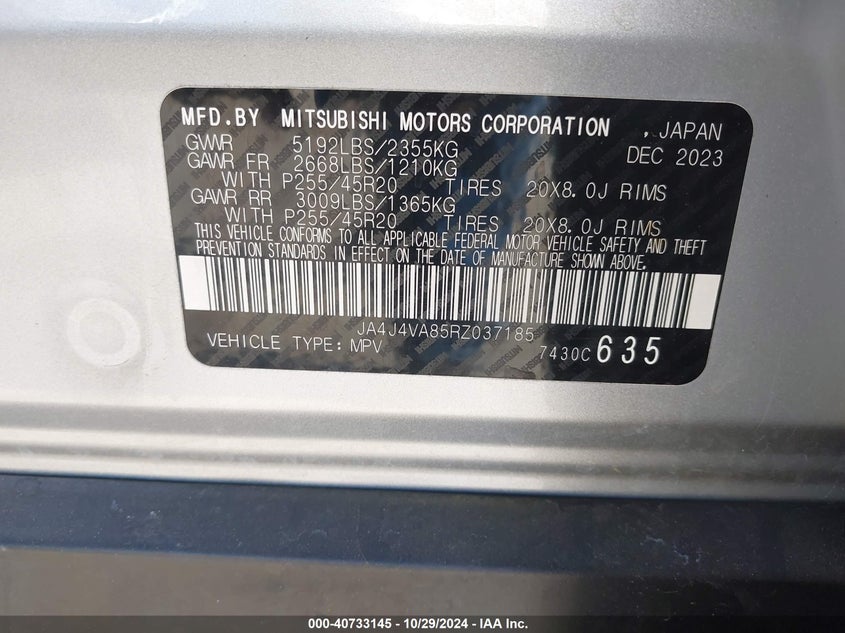 MFD.BY MITSUBISHI MOTORS CORPORATION , JAPAN
GWWR 5192LBS/2355KG DEC 2023
GAWR FR 2668LBS/1210KG
WITH P255/45R20 TIRES 20X8.0J RIMS
GAWR RR 3009LBS/1365KG
WITH P255/45R20 TIRES 20X8.0J RIMS
THIS VEHICLE CONFORMS TO ALL APPLICABLE FEDERAL MOTOR VEHICLE SAFETY AND THEFT
PREVENTION STANDARDS IN EFFECT ON THE DATE OF MANUFACTURE SHOWN ABOVE.
JA4J4VA85RZ037185
VEHICLE TYPE: MPV 7430C 635
000-40733145 - 10/29/2024 - © IAA Inc.